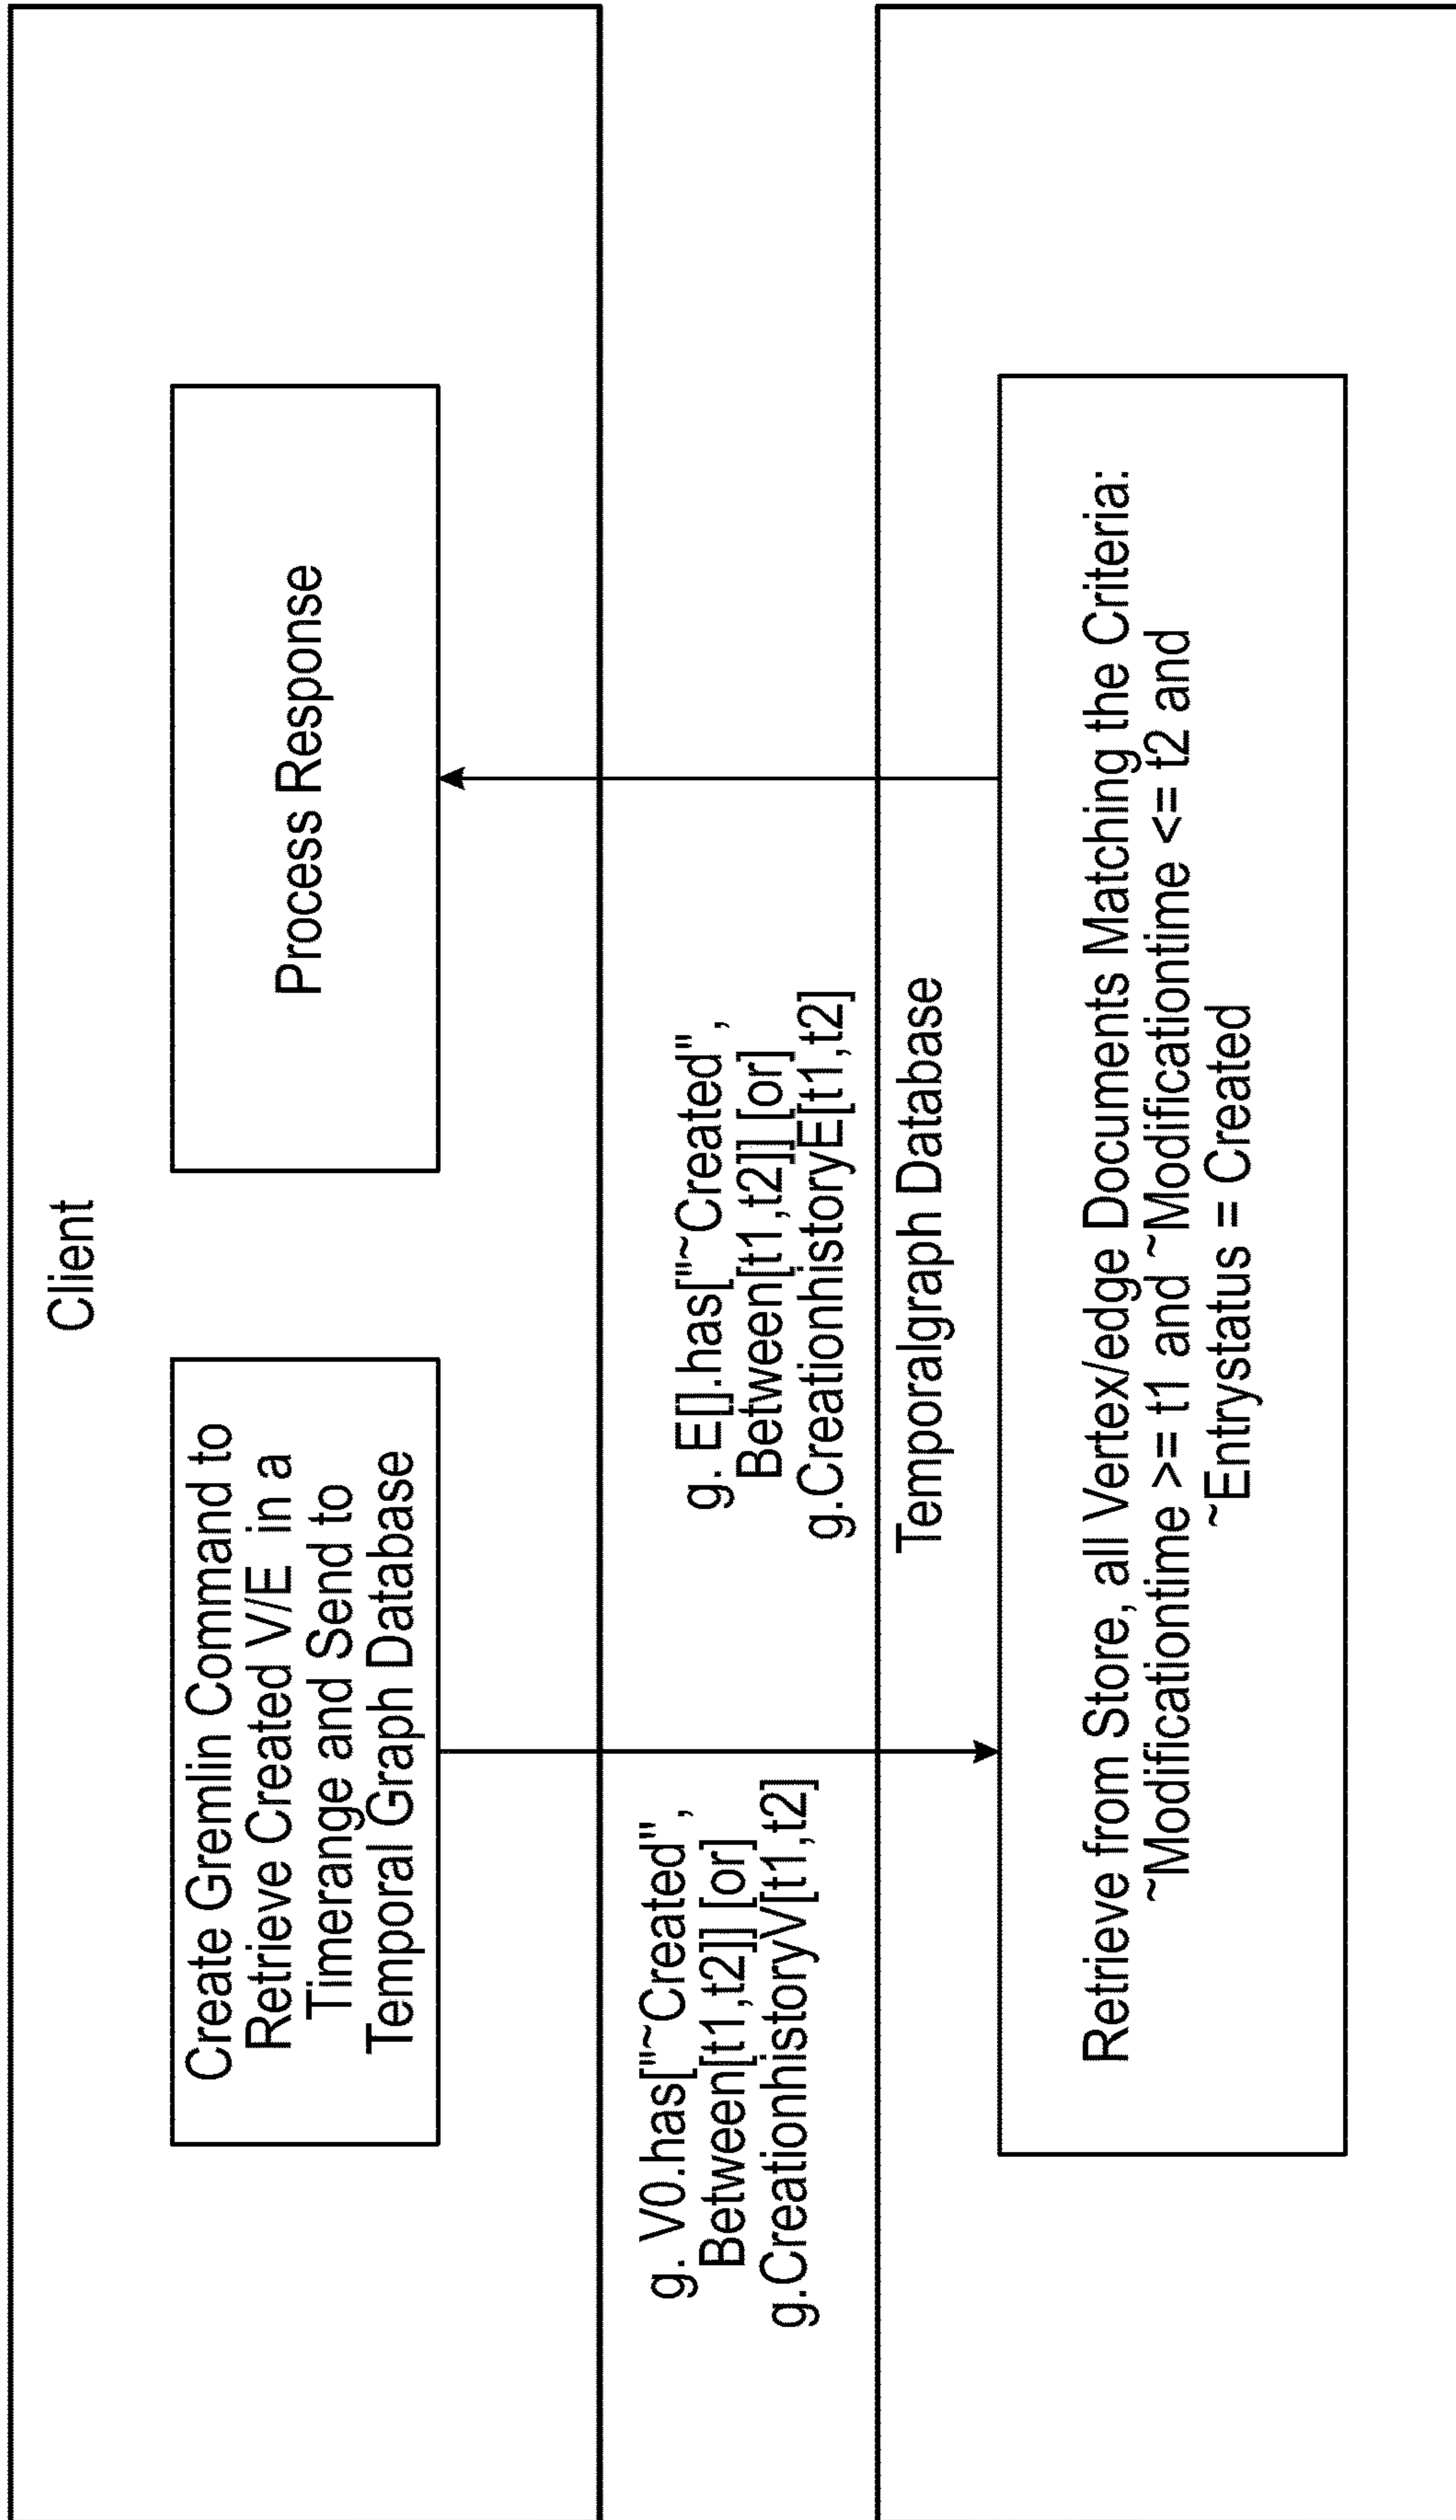 Client
Create Gremlin Command to
Retrieve Created V/E in a
Timerange and Send to
Temporal Graph Database
Process Response
g. V0.has["~Created",
Between[t1,t2]] [or]
g.CreationhistoryV[t1,t2]
g. E[].has["~Created",
Between[t1,t2]] [or]
g.CreationhistoryE[t1,t2]
Temporalgraph Database
Retrieve from Store, all Vertex/edge Documents Matching the Criteria:
~Modificationtime >= t1 and ~Modificationtime <= t2 and
~Entrystatus = Created